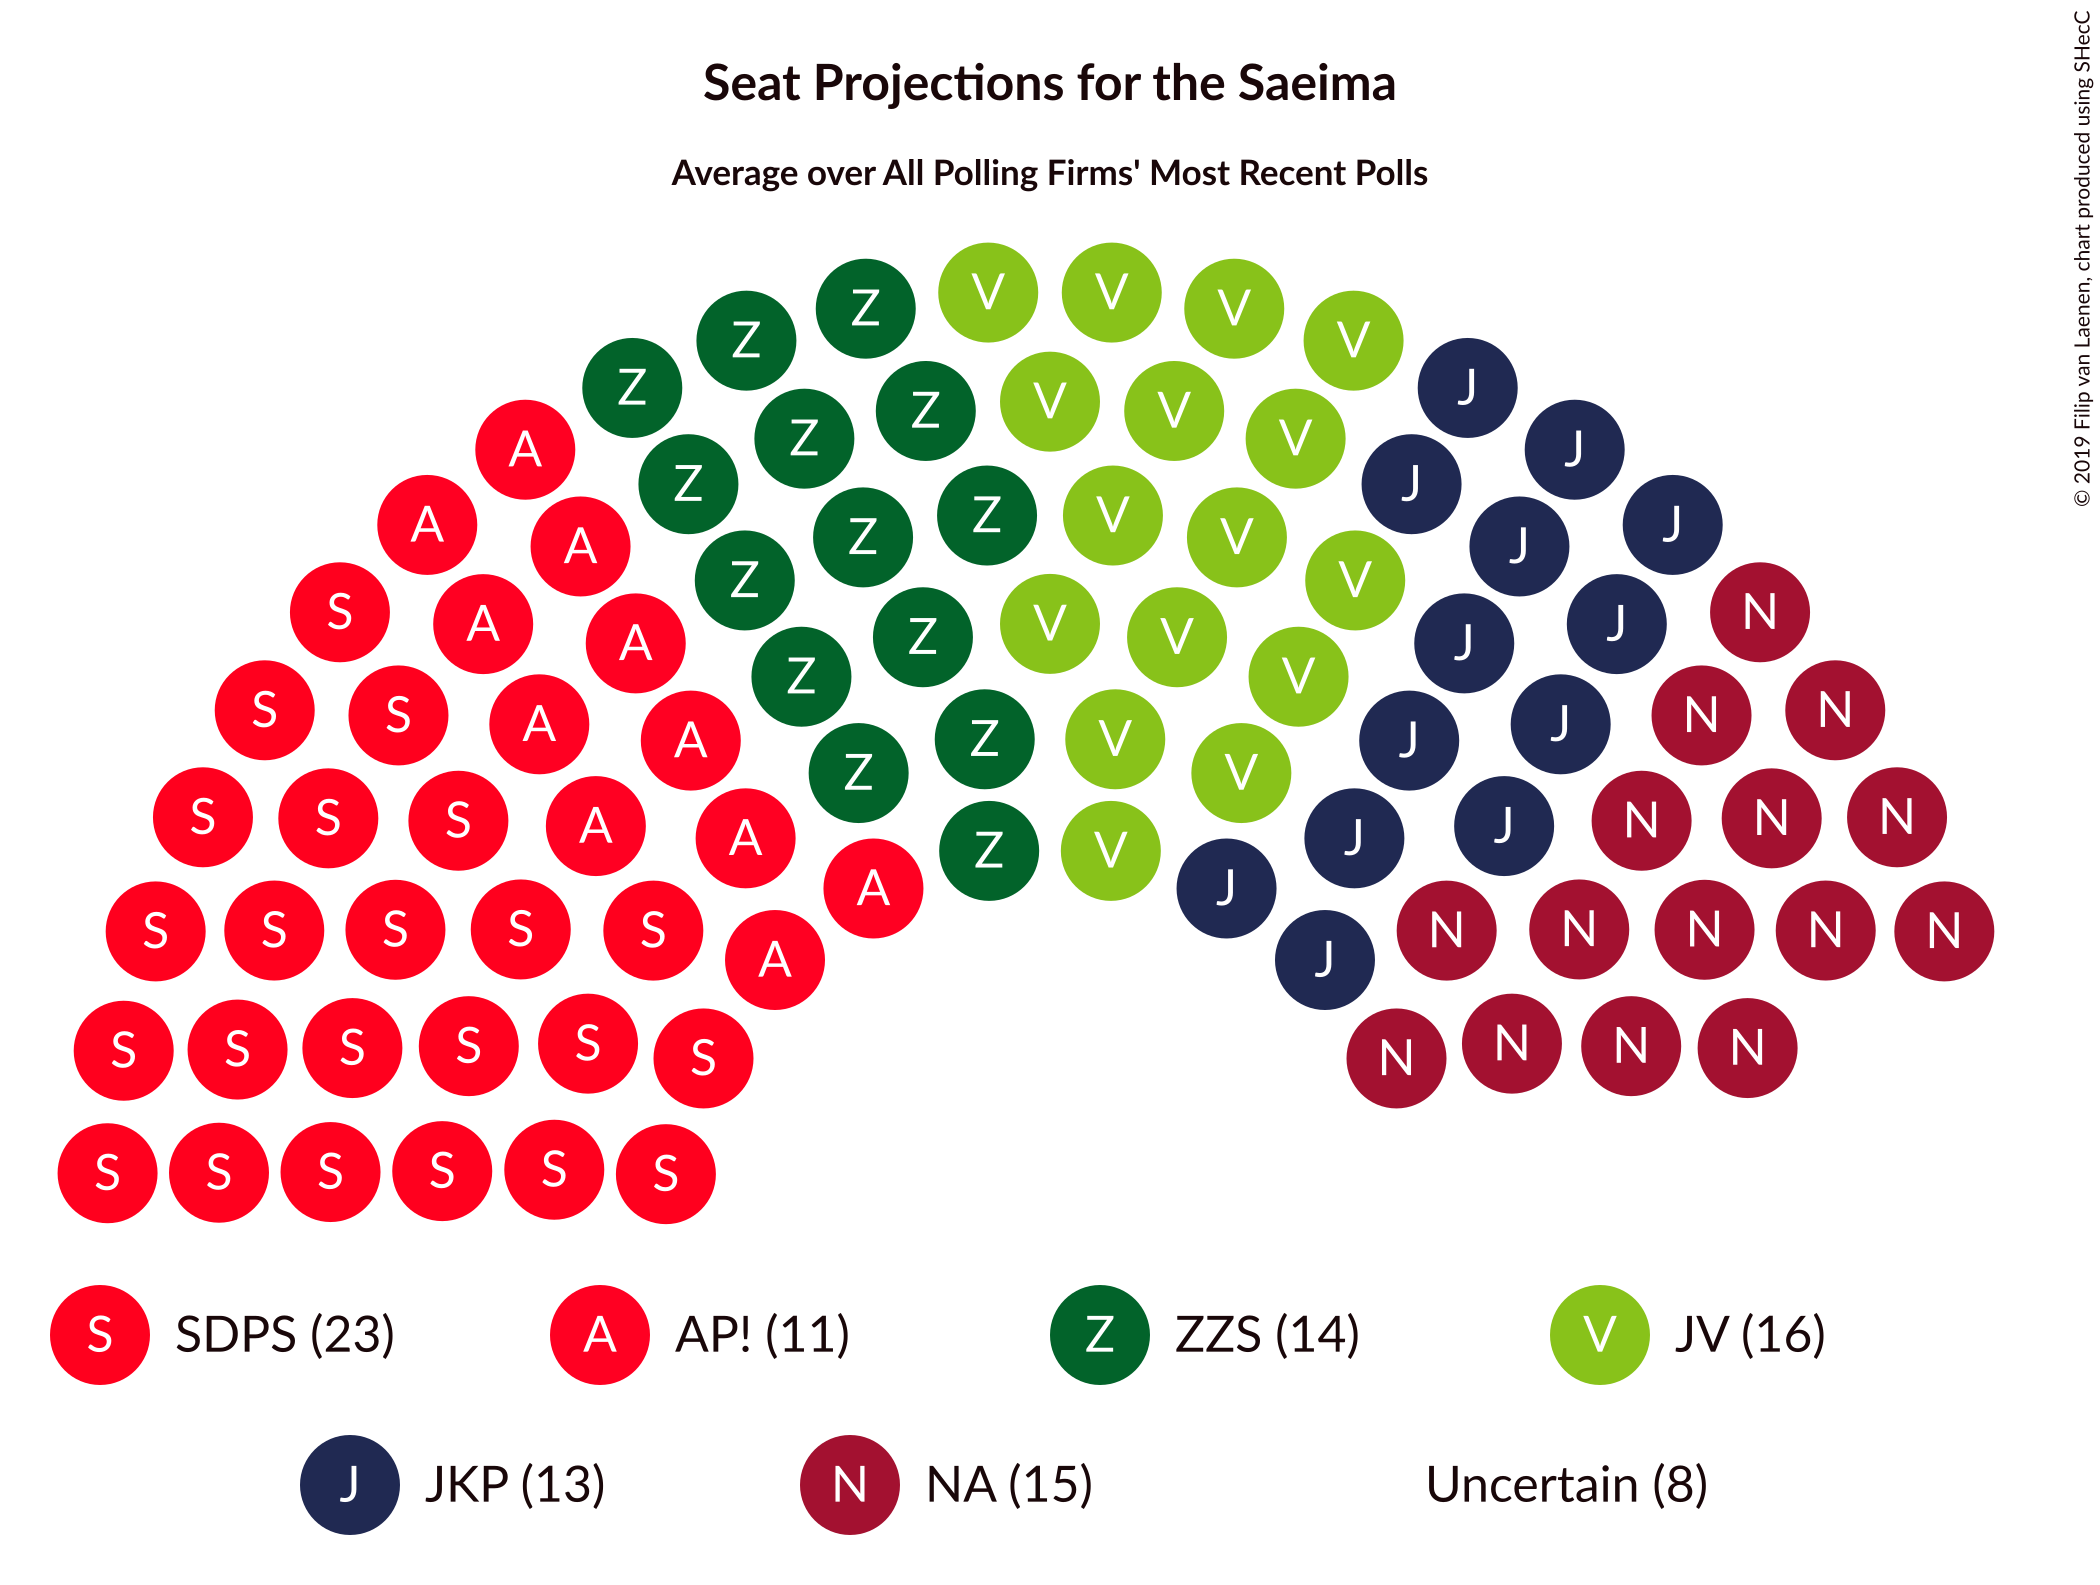 Seat Projections for the Saeima
Average over All Polling Firms' Most Recent Polls
© 2019 Filip van Laenen, chart produced using SHecC
V V
Z V
Z V
Z J
V
Z V
A Z V J
Z J
Z V
A Z V J
A J
Z V
S A J N
V
A Z V J
Z V
S S A J N N
A Z V J
Z V
S S S A A Z V J J N N N
A J
S S S S S N N N N N
A J
S S S S S S N N N N
S S S S S S
S SDPS (23) A AP! (11) Z ZZS (14) V JV (16)
J JKP (13) N NA (15) Uncertain (8)